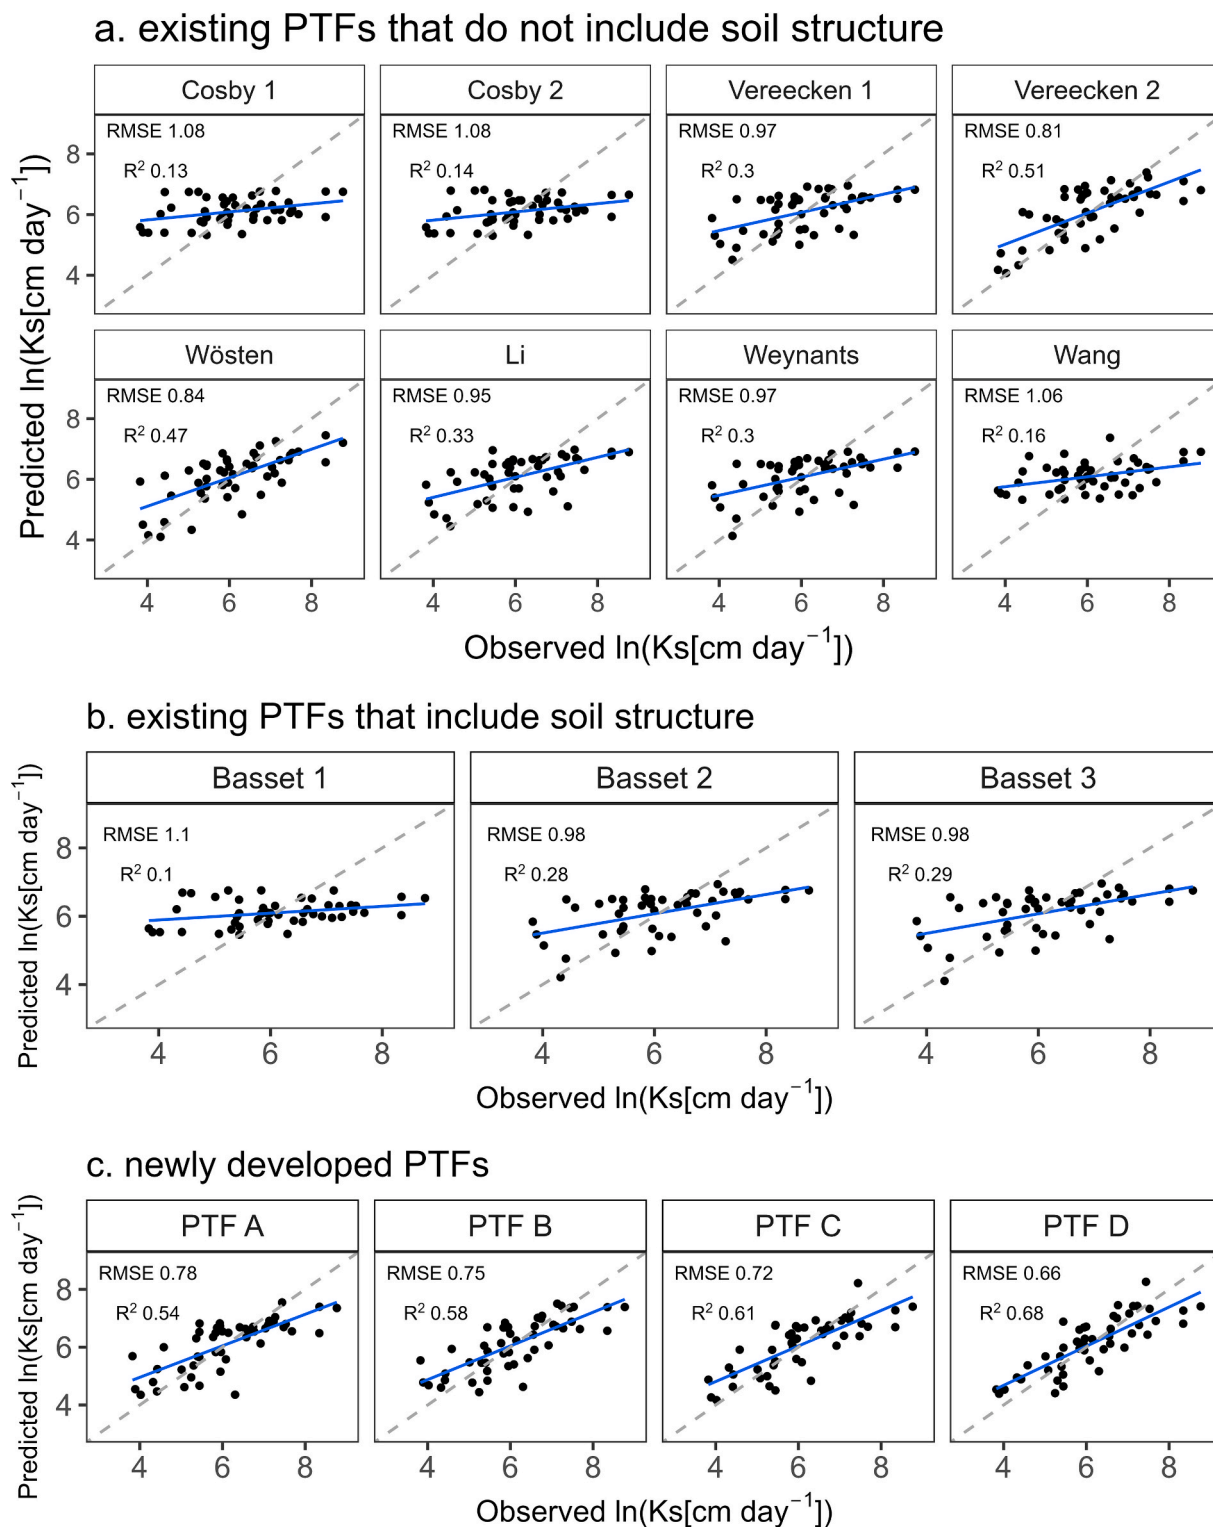 a. existing PTFs that do not include soil structure
Cosby 1 Cosby 2 Vereecken 1 Vereecken 2
RMSE 1.08 RMSE 1.08 RMSE 0.97 RMSE 0.81
R² 0.13 R² 0.14 R² 0.3 R² 0.51
8
6
4
Wösten Li Weynants Wang
RMSE 0.84 RMSE 0.95 RMSE 0.97 RMSE 1.06
R² 0.47 R² 0.33 R² 0.3 R² 0.16
8
6
4
Predicted ln(Ks[cm day⁻¹])
4 6 8 4 6 8 4 6 8 4 6 8
Observed ln(Ks[cm day⁻¹])
b. existing PTFs that include soil structure
Basset 1 Basset 2 Basset 3
RMSE 1.1 RMSE 0.98 RMSE 0.98
R² 0.1 R² 0.28 R² 0.29
8
6
4
Predicted ln(Ks[cm day⁻¹])
4 6 8 4 6 8 4 6 8
Observed ln(Ks[cm day⁻¹])
c. newly developed PTFs
PTF A PTF B PTF C PTF D
RMSE 0.78 RMSE 0.75 RMSE 0.72 RMSE 0.66
R² 0.54 R² 0.58 R² 0.61 R² 0.68
8
6
4
Predicted ln(Ks[cm day⁻¹])
4 6 8 4 6 8 4 6 8 4 6 8
Observed ln(Ks[cm day⁻¹])